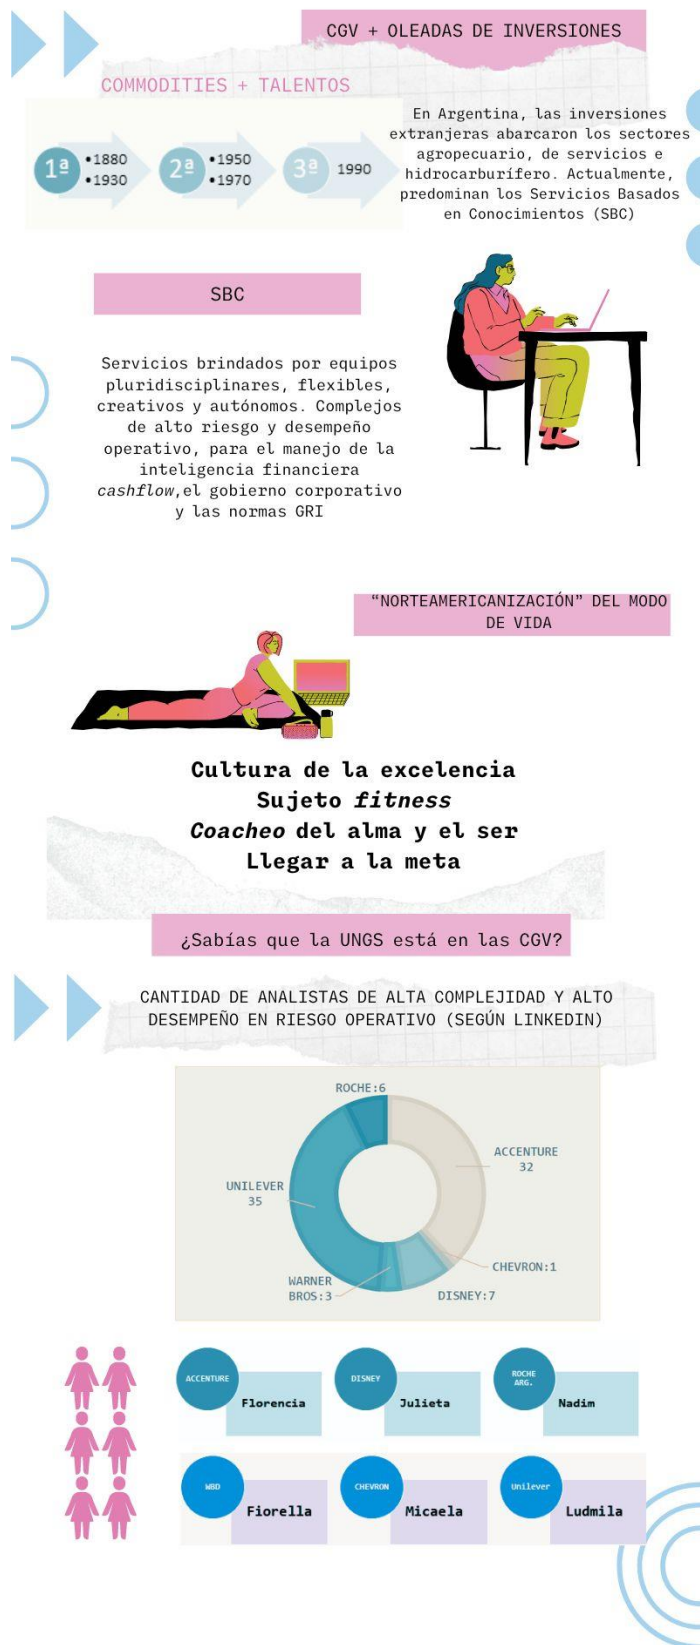 CGV + OLEADAS DE INVERSIONES
COMMODITIES + TALENTOS
1ª
•1880
•1930
2ª
•1950
•1970
3ª
1990
En Argentina, las inversiones
extranjeras abarcaron los sectores
agropecuario, de servicios e
hidrocarburífero. Actualmente,
predominan los Servicios Basados
en Conocimientos (SBC)
SBC
Servicios brindados por equipos
pluridisciplinares, flexibles,
creativos y autónomos. Complejos
de alto riesgo y desempeño
operativo, para el manejo de la
inteligencia financiera
cashflow,el gobierno corporativo
y las normas GRI
“NORTEAMERICANIZACIÓN” DEL MODO
DE VIDA
Cultura de la excelencia
Sujeto fitness
Coacheo del alma y el ser
Llegar a la meta
¿Sabías que la UNGS está en las CGV?
CANTIDAD DE ANALISTAS DE ALTA COMPLEJIDAD Y ALTO
DESEMPEÑO EN RIESGO OPERATIVO (SEGÚN LINKEDIN)
ROCHE:6
ACCENTURE
32
UNILEVER
35
CHEVRON:1
WARNER
BROS:3
DISNEY:7
ACCENTURE
Florencia
DISNEY
Julieta
ROCHE
ARG.
Nadim
WBD
Fiorella
CHEVRON
Micaela
Unilever
Ludmila